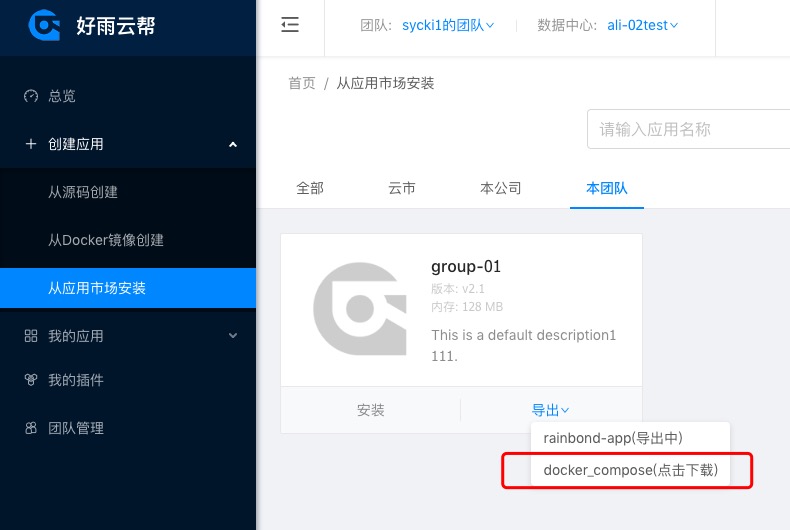 好雨云帮
团队: sycki1的团队 数据中心: ali-02test
总览
首页 / 从应用市场安装
请输入应用名称
创建应用
从源码创建
从Docker镜像创建
从应用市场安装
我的应用
我的插件
团队管理
全部 云市 本公司 本团队
group-01
版本: v2.1
内存: 128 MB
This is a default description1
111.
安装 导出
rainbond-app(导出中)
docker_compose(点击下载)